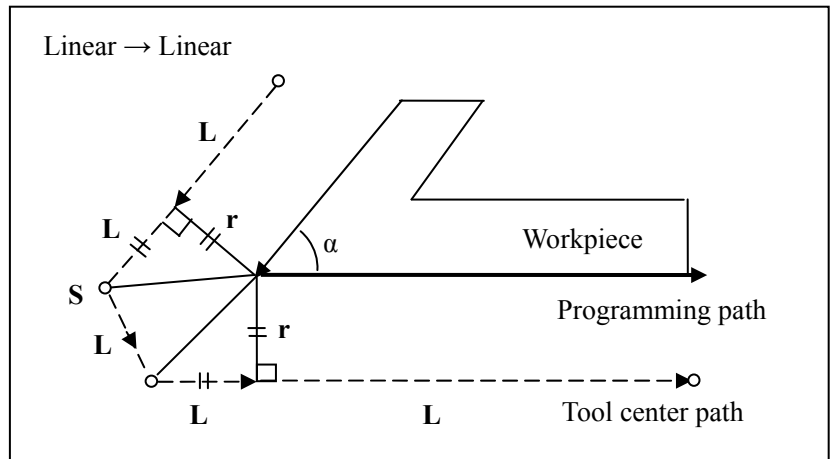 Linear → Linear
L
L
r
α
Workpiece
S
Programming path
r
L
L
L
Tool center path